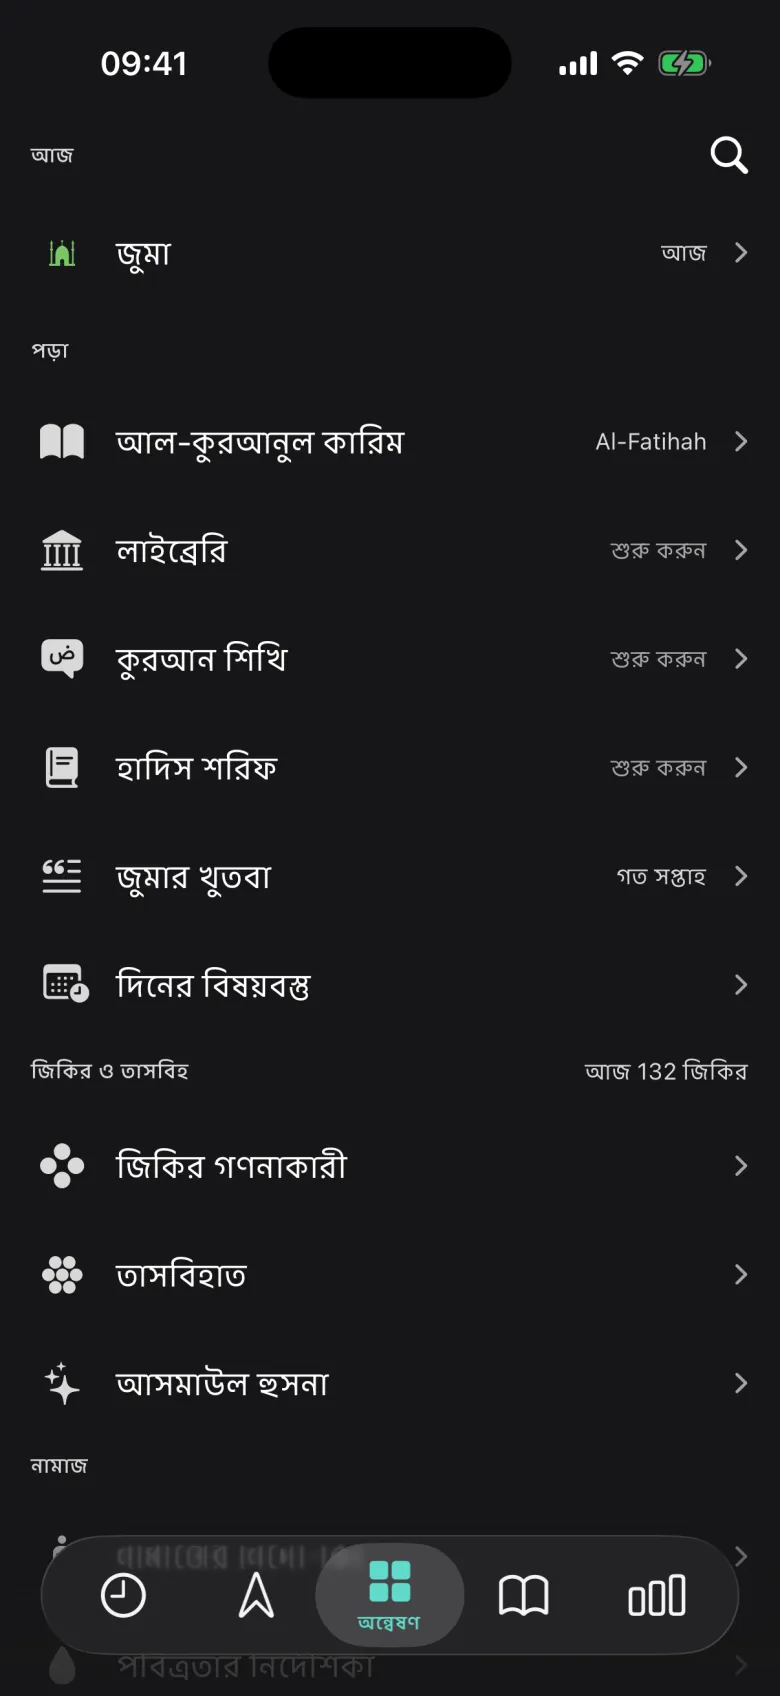 09:41
আজ
জুমা আজ
পড়া
আল-কুরআনুল কারিম Al-Fatihah
লাইব্রেরি শুরু করুন
ض
কুরআন শিখি শুরু করুন
হাদিস শরিফ শুরু করুন
জুমার খুতবা গত সপ্তাহ
দিনের বিষয়বস্তু
জিকির ও তাসবিহ আজ 132 জিকির
জিকির গণনাকারী
তাসবিহাত
আসমাউল হুসনা
নামাজ
অন্বেষণ
পবিত্রতার নির্দেশিকা